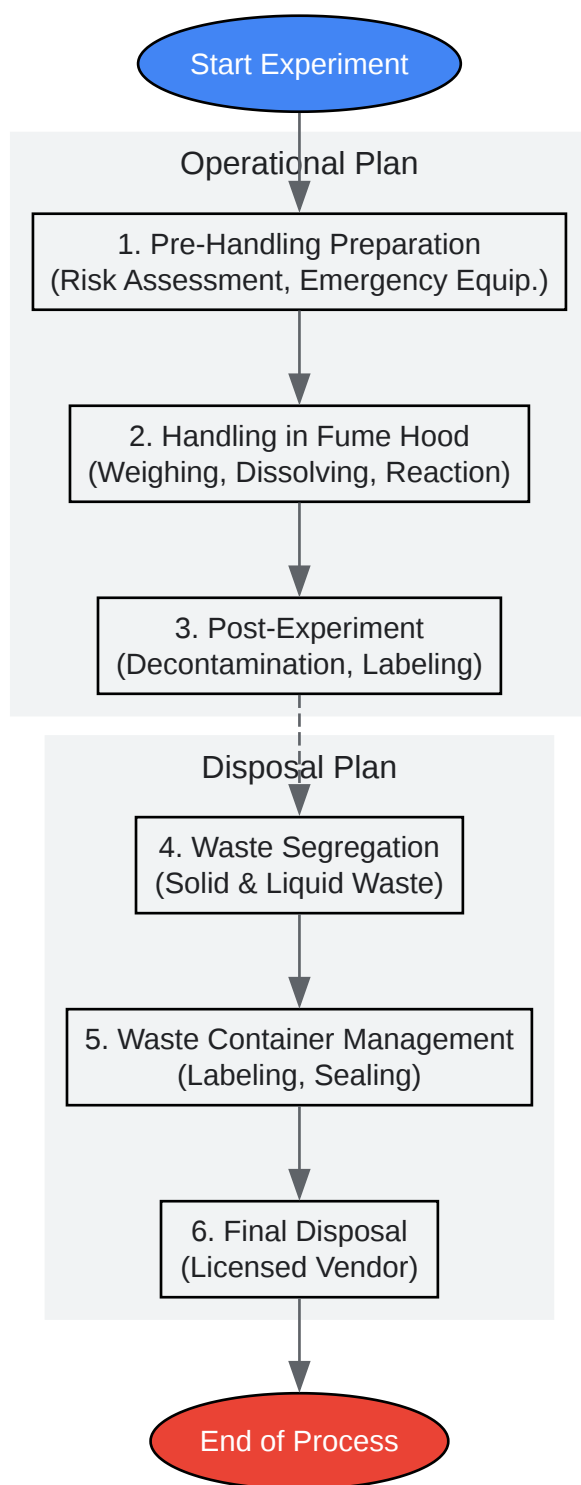 Start Experiment
Operational Plan
1. Pre-Handling Preparation
(Risk Assessment, Emergency Equip.)
2. Handling in Fume Hood
(Weighing, Dissolving, Reaction)
3. Post-Experiment
(Decontamination, Labeling)
Disposal Plan
4. Waste Segregation
(Solid & Liquid Waste)
5. Waste Container Management
(Labeling, Sealing)
6. Final Disposal
(Licensed Vendor)
End of Process